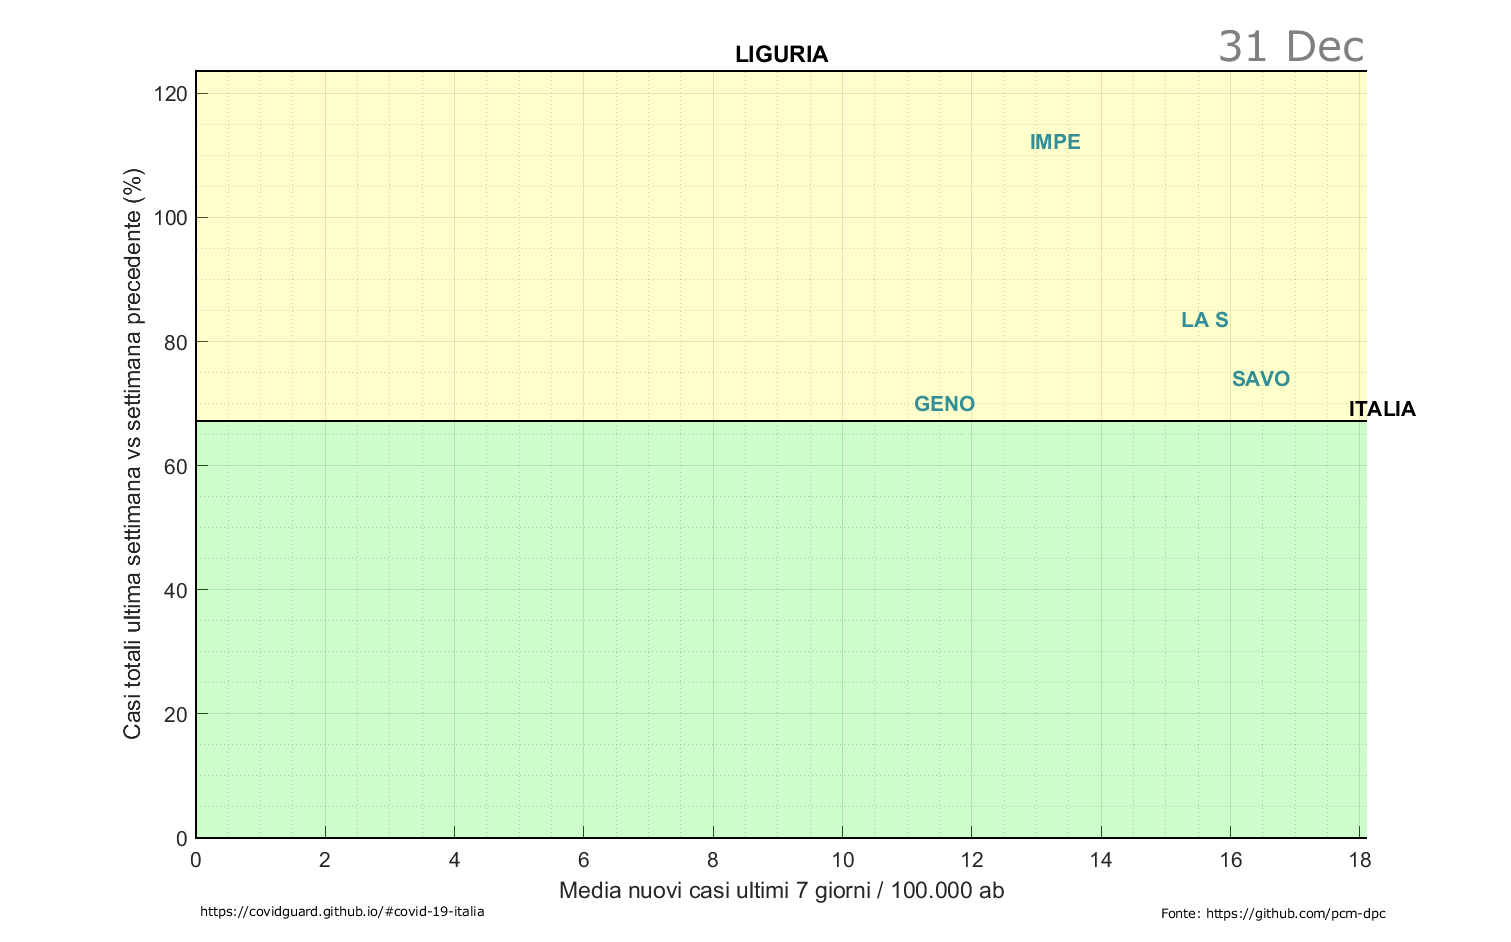 31 Dec
LIGURIA
Casi totali ultima settimana vs settimana precedente (%)
120
100
80
60
40
20
0
IMPE
LA S
SAVO
GENO
ITALIA
0 2 4 6 8 10 12 14 16 18
Media nuovi casi ultimi 7 giorni / 100.000 ab
https://covidguard.github.io/#covid-19-italia
Fonte: https://github.com/pcm-dpc